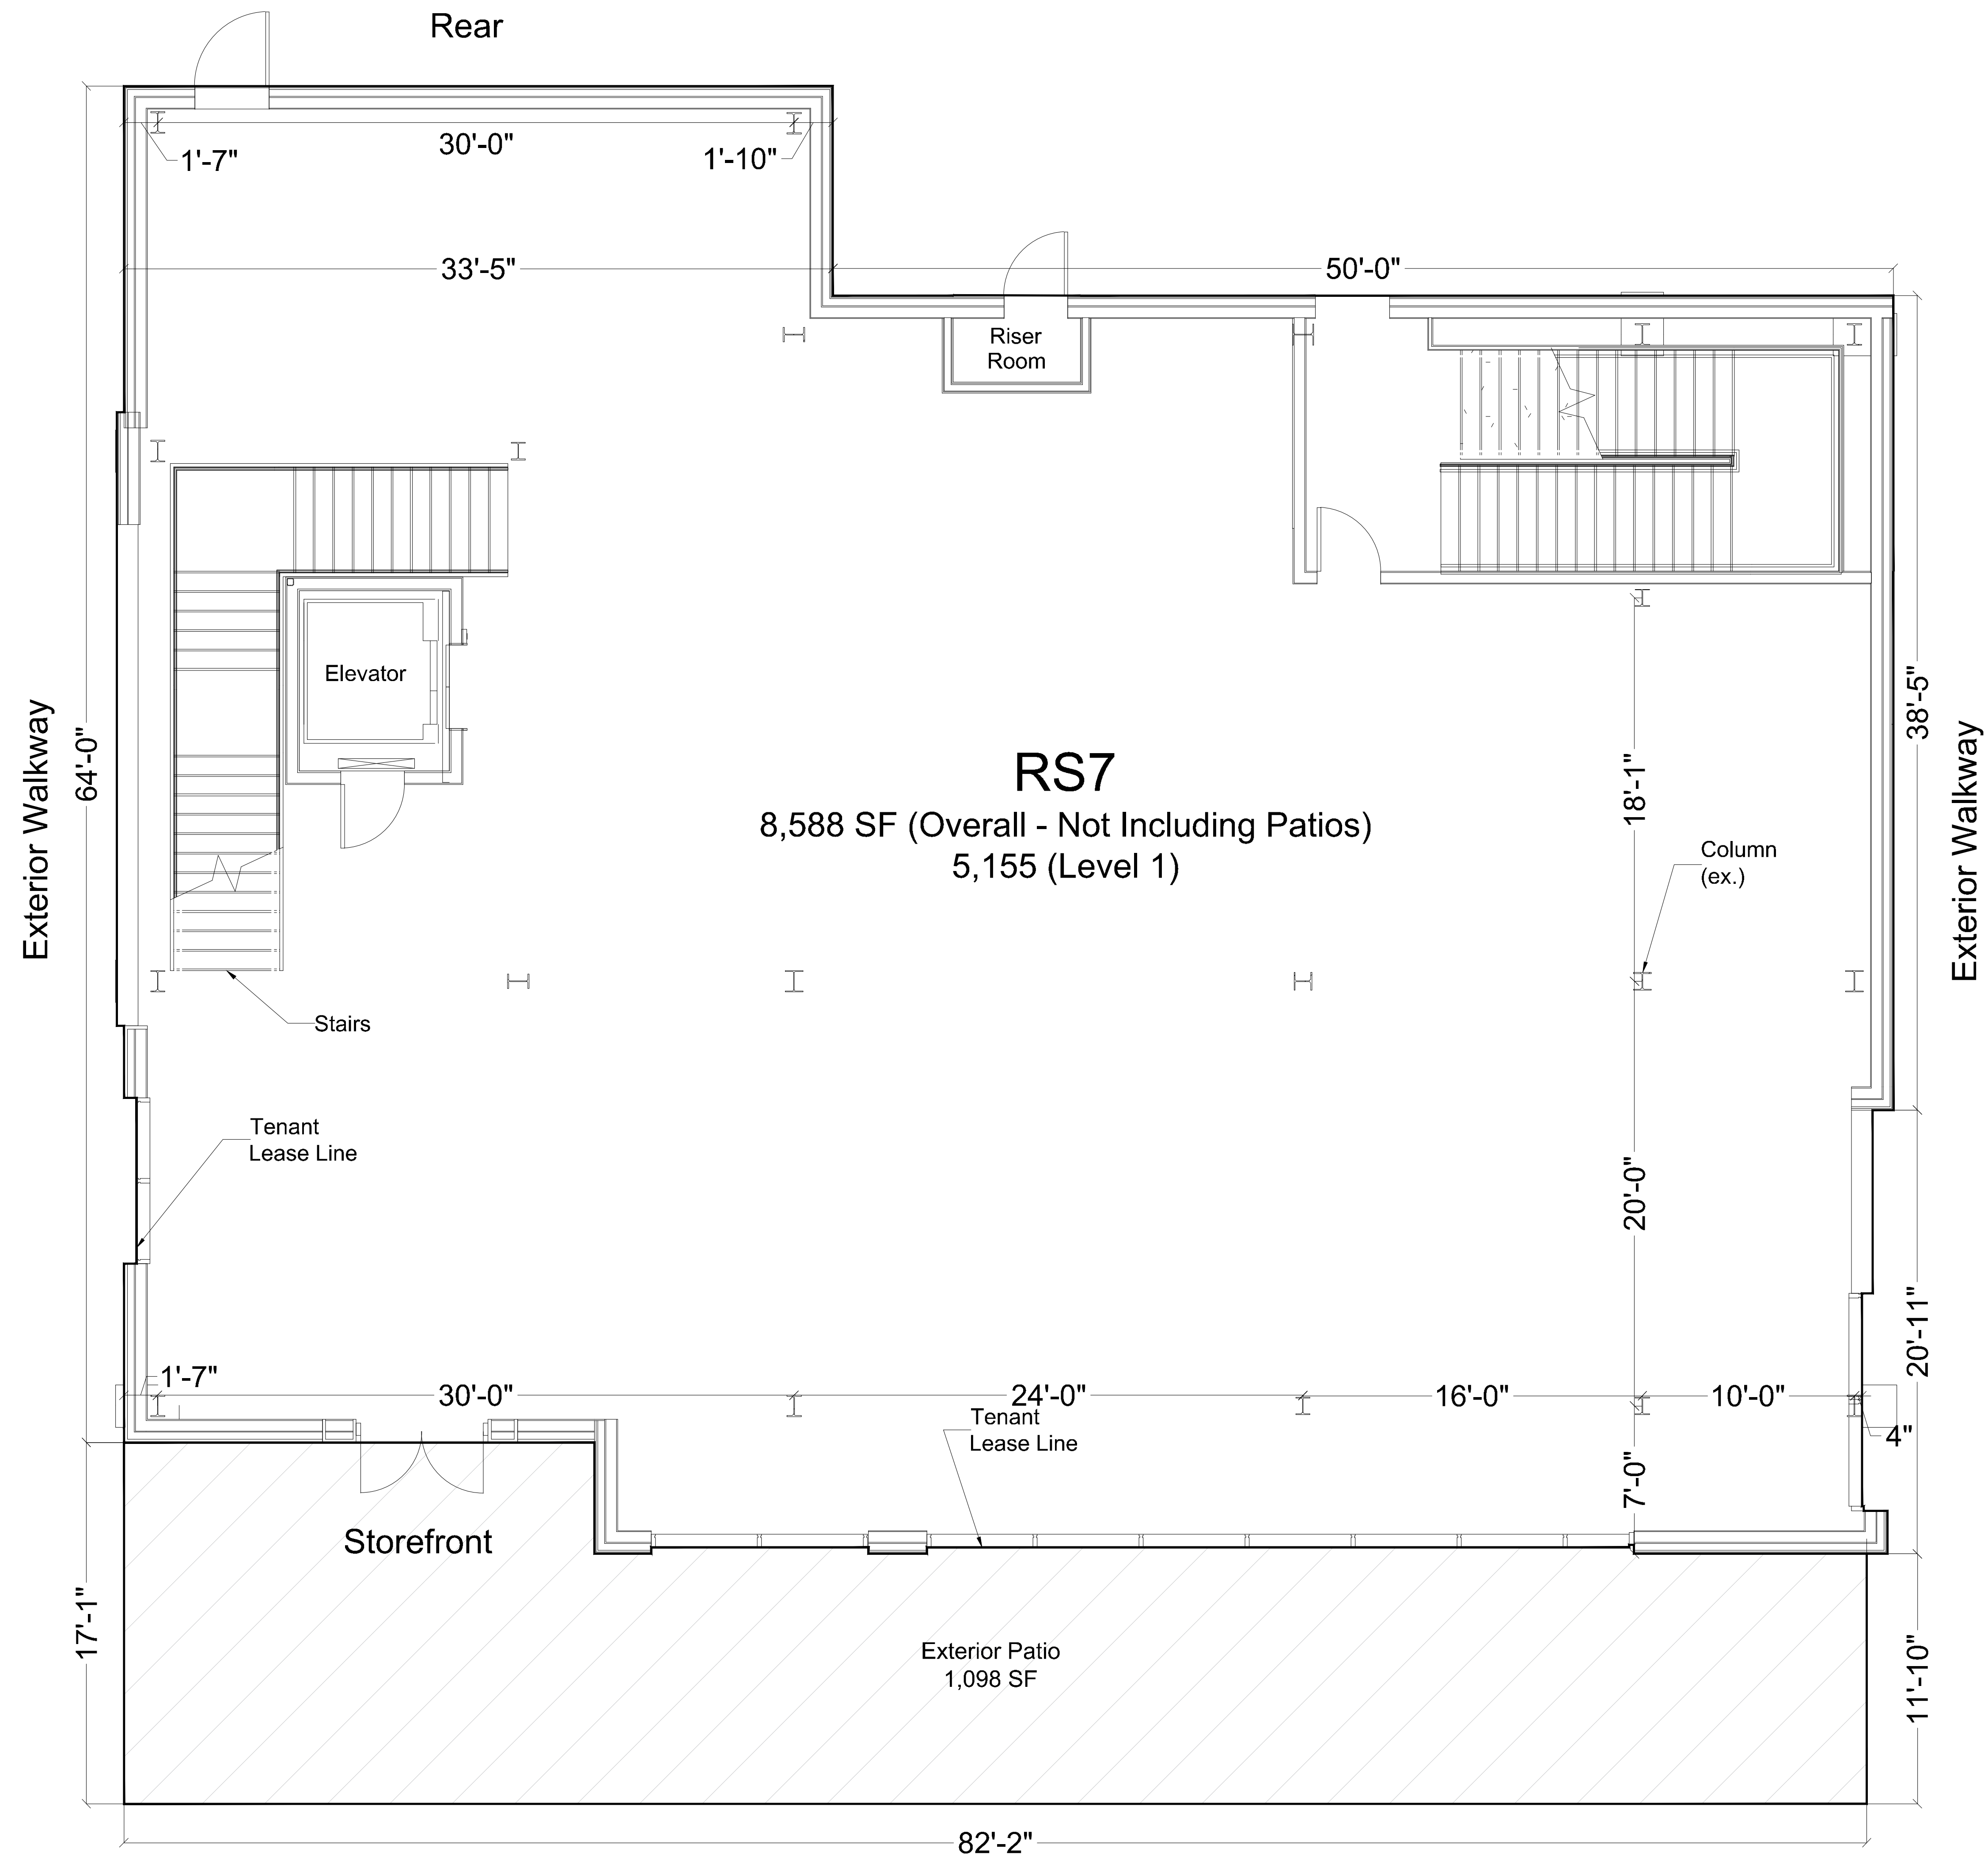 Rear
30'-0"
1'-7"
1'-10"
33'-5"
50'-0"
Riser
Room
Elevator
Exterior Walkway
64'-0"
RS7
8,588 SF (Overall - Not Including Patios)
5,155 (Level 1)
18'-1"
38'-5"
Exterior Walkway
Column
(ex.)
Stairs
Tenant
Lease Line
20'-0"
20'-11"
1'-7"
30'-0"
24'-0"
16'-0"
10'-0"
4"
Tenant
Lease Line
7'-0"
Storefront
17'-1"
Exterior Patio
1,098 SF
11'-10"
82'-2"